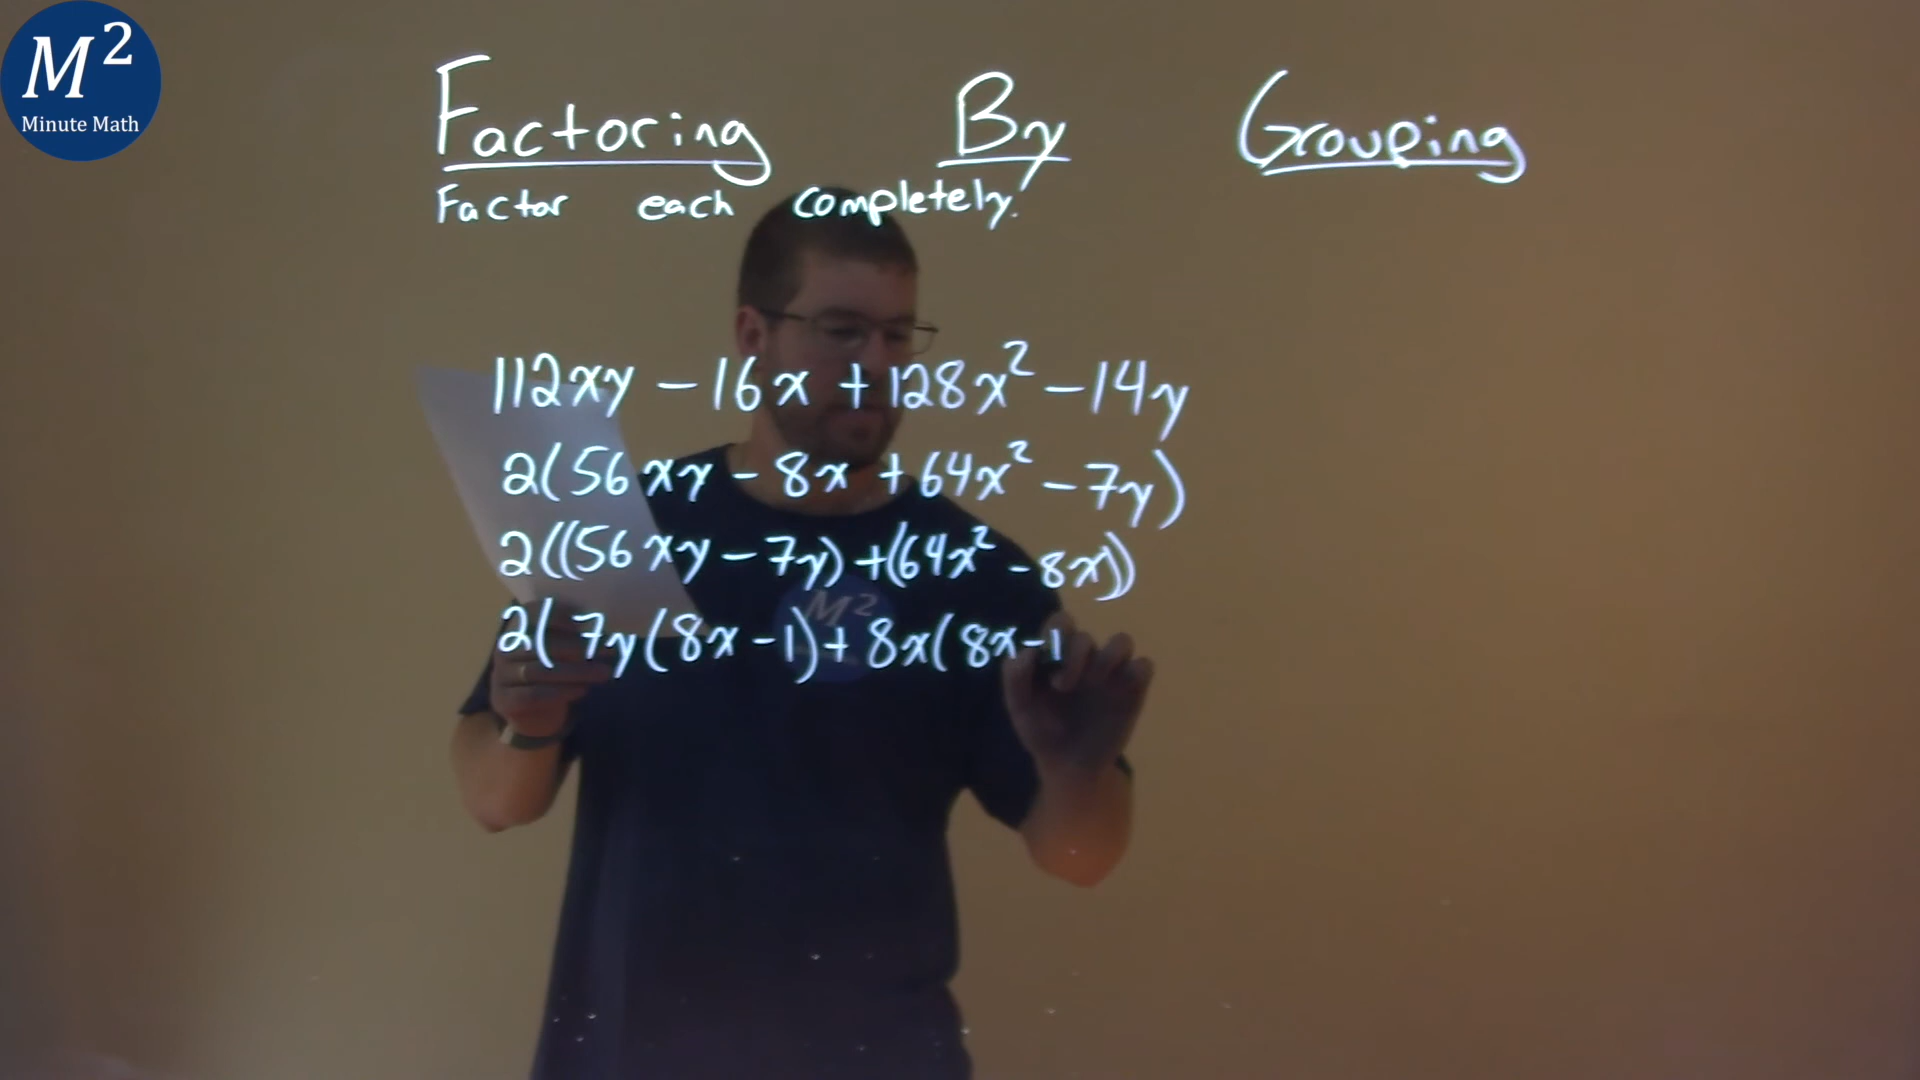 M²
Minute Math
Factoring By Grouping
Factor each completely.
112xy - 16x + 128x² - 14y
2(56xy - 8x + 64x² - 7y)
2((56xy - 7y) + (64x² - 8x))
2(7y(8x - 1) + 8x(8x - 1
M²